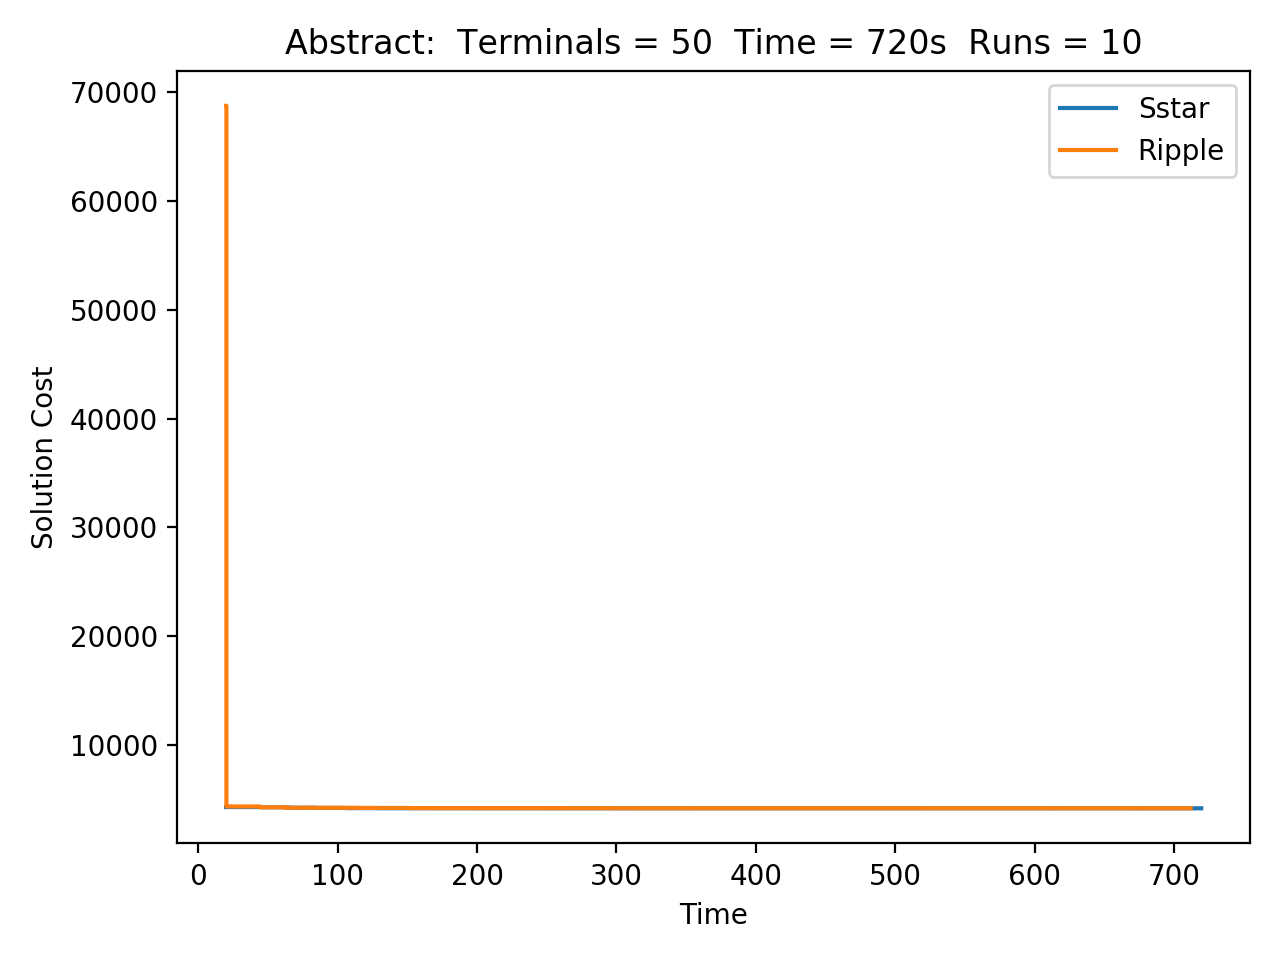 Abstract:  Terminals = 50  Time = 720s  Runs = 10
Sstar
Ripple
70000
60000
50000
40000
30000
20000
10000
Solution Cost
0 100 200 300 400 500 600 700
Time